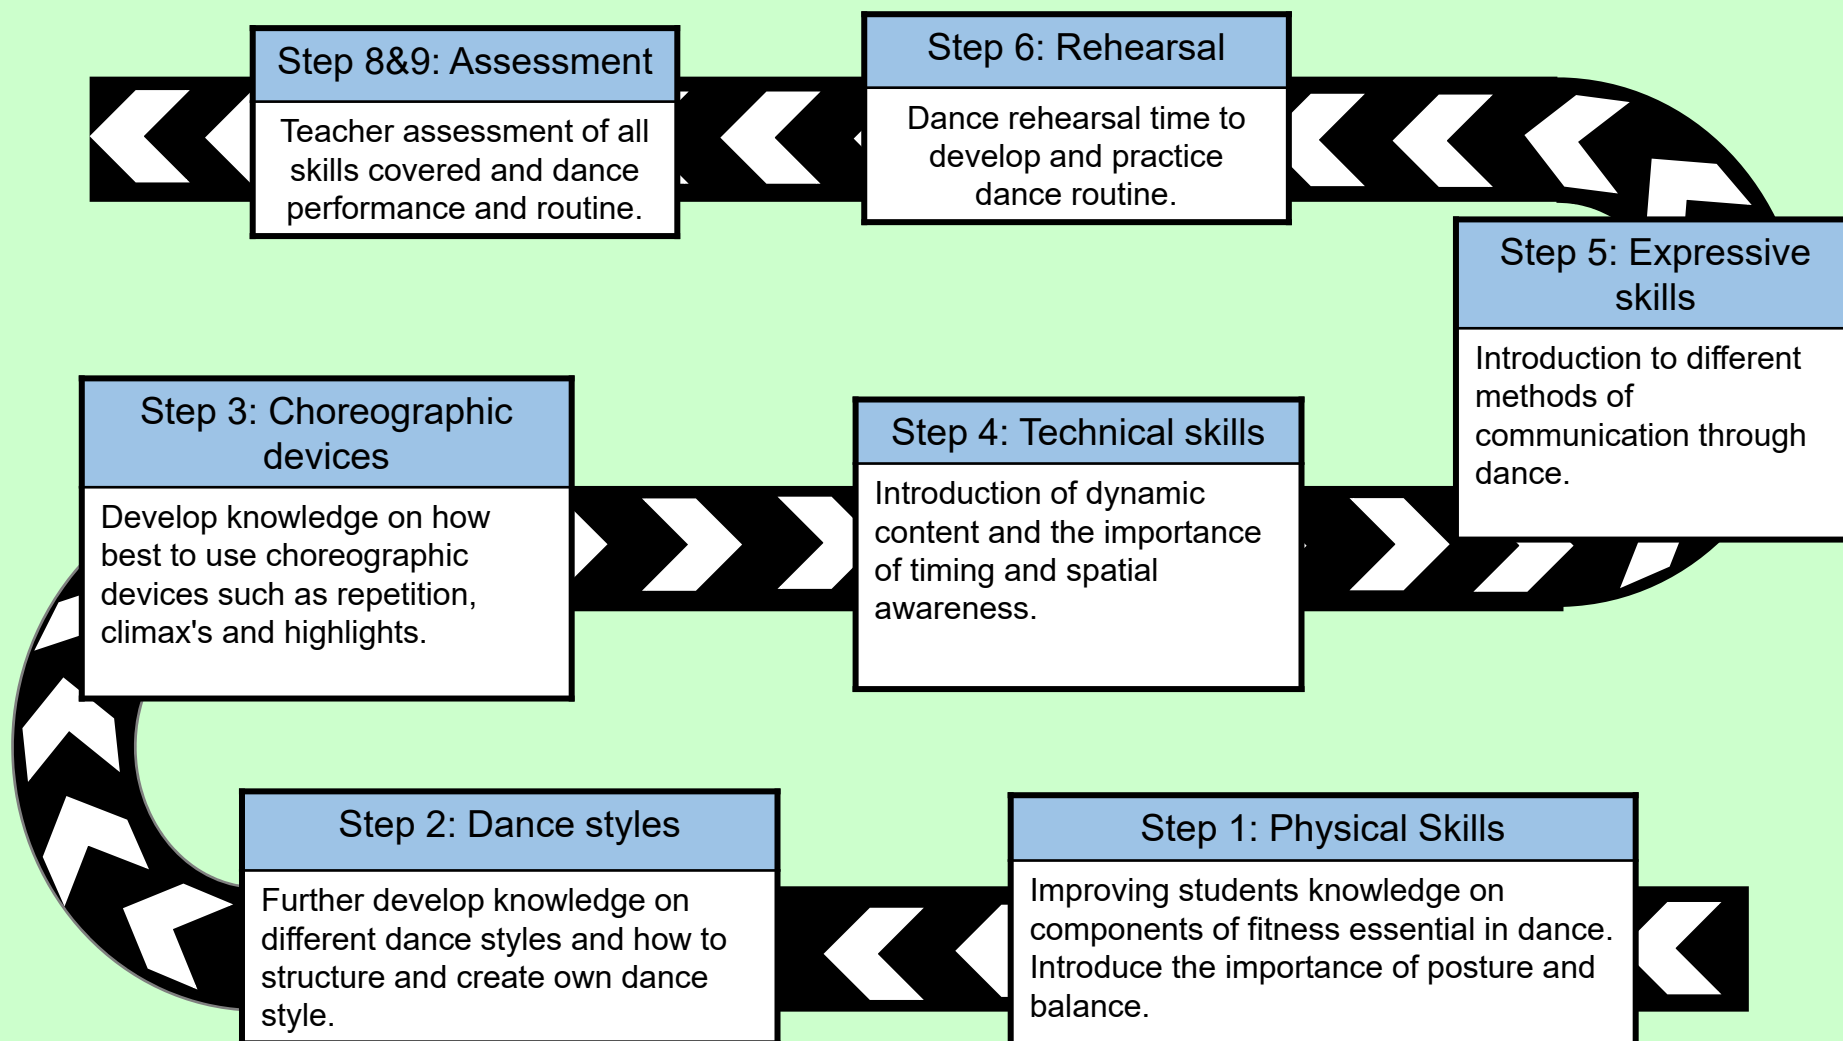 Step 8&9: Assessment
Teacher assessment of all
skills covered and dance
performance and routine.
Step 6: Rehearsal
Dance rehearsal time to
develop and practice
dance routine.
Step 5: Expressive
skills
Introduction to different
methods of
communication through
dance.
Step 3: Choreographic
devices
Develop knowledge on how
best to use choreographic
devices such as repetition,
climax's and highlights.
Step 4: Technical skills
Introduction of dynamic
content and the importance
of timing and spatial
awareness.
Step 2: Dance styles
Further develop knowledge on
different dance styles and how to
structure and create own dance
style.
Step 1: Physical Skills
Improving students knowledge on
components of fitness essential in dance.
Introduce the importance of posture and
balance.